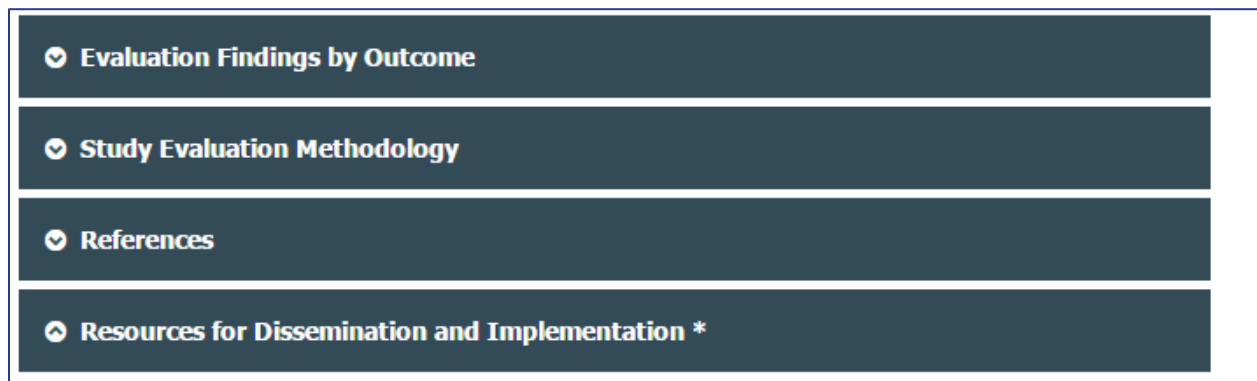 Evaluation Findings by Outcome
Study Evaluation Methodology
References
Resources for Dissemination and Implementation *